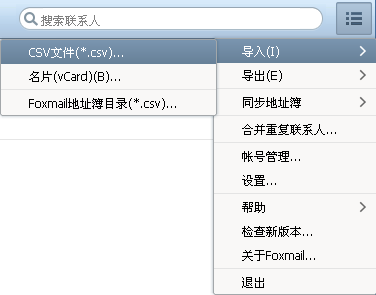 搜索联系人
CSV文件(*.csv)...
名片(vCard)(B)...
Foxmail地址簿目录(*.csv)...
导入(I)
导出(E)
同步地址簿
合并重复联系人...
帐号管理...
设置...
帮助
检查新版本...
关于Foxmail...
退出